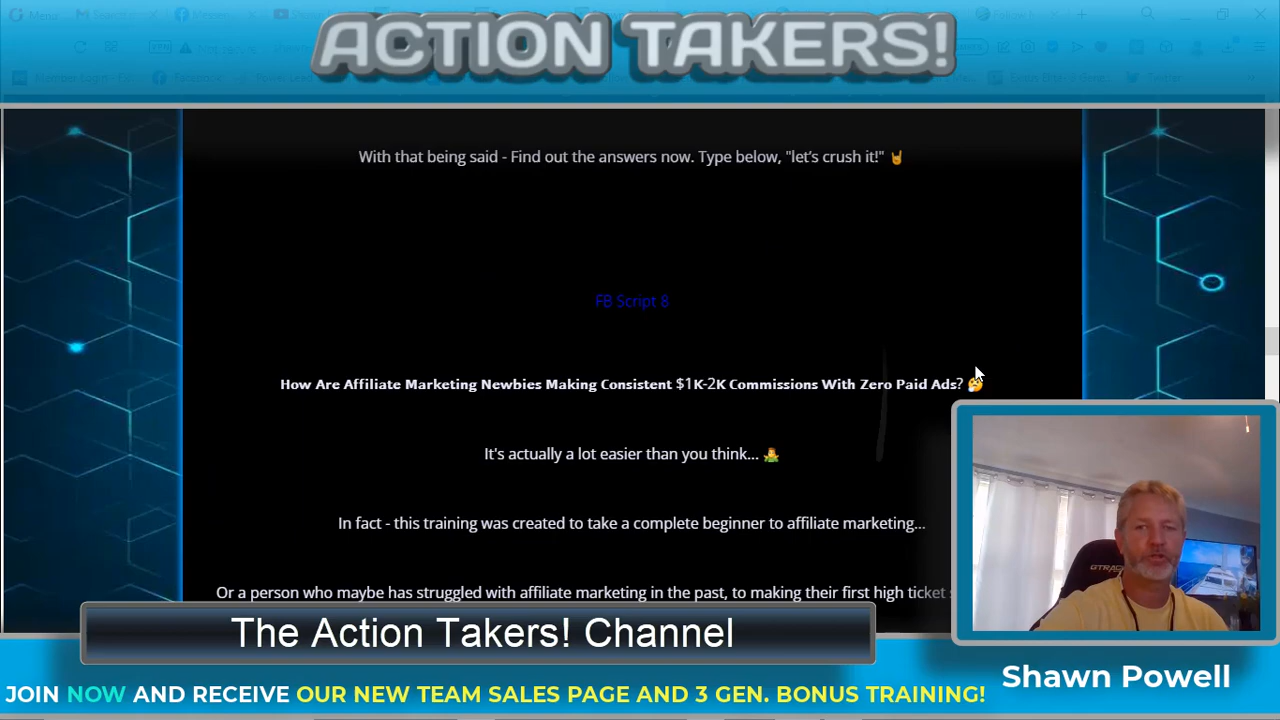 ACTION TAKERS!
With that being said - Find out the answers now. Type below, "let's crush it!" 🤘
FB Script 8
How Are Affiliate Marketing Newbies Making Consistent $1K-2K Commissions With Zero Paid Ads? 🤔
It's actually a lot easier than you think... 🤷
In fact - this training was created to take a complete beginner to affiliate marketing...
Or a person who maybe has struggled with affiliate marketing in the past, to making their first high ticket
GTRACING
The Action Takers! Channel
Shawn Powell
JOIN NOW AND RECEIVE OUR NEW TEAM SALES PAGE AND 3 GEN. BONUS TRAINING!